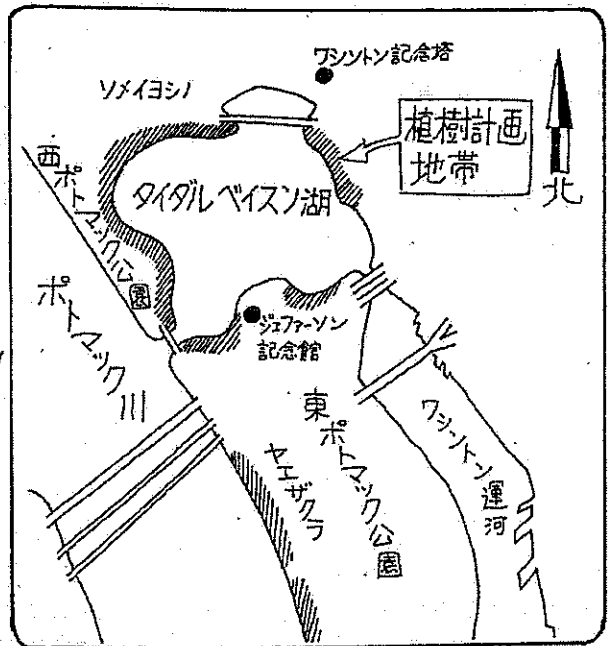 ワシントン記念塔
ソメイヨシノ
植樹計画
地帯
北
西ポトマック公園
タイダルベイスン湖
ポトマック川
ジェファーソン
記念館
東ポトマック公園
ヤエザクラ
ワシントン運河